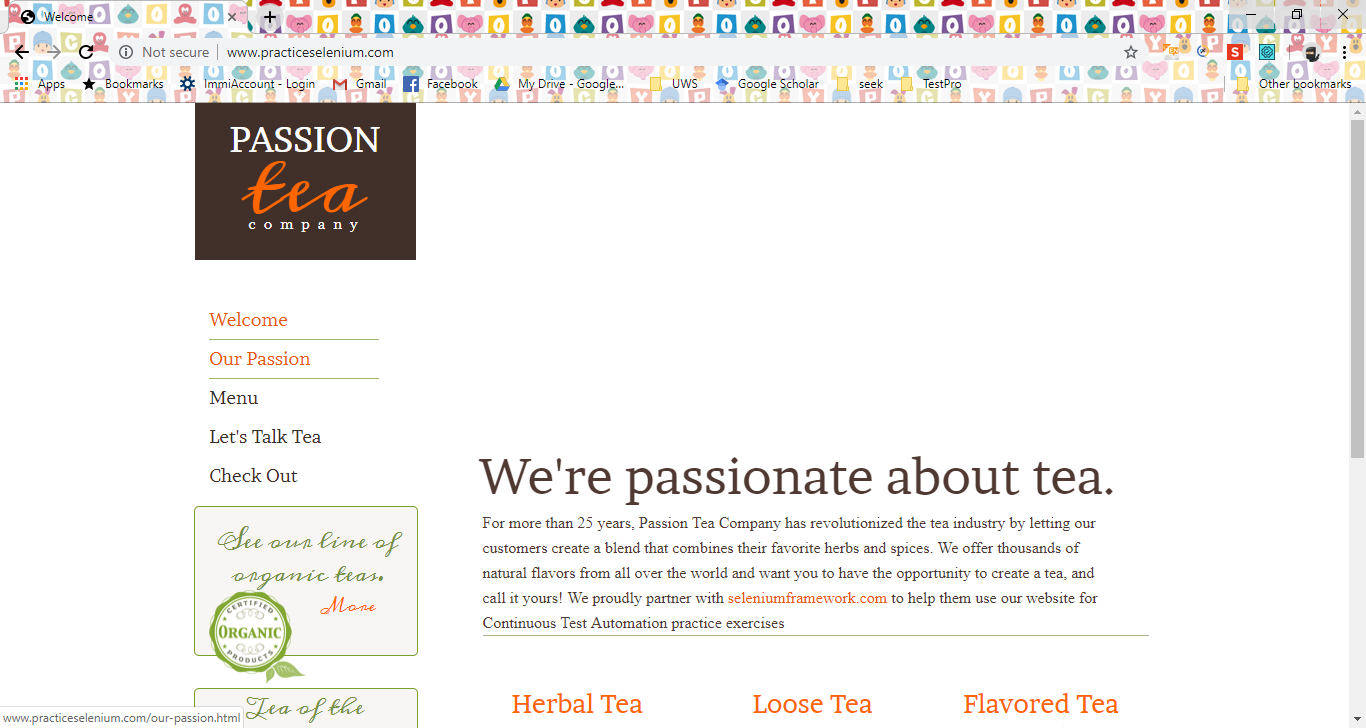 Welcome
Not secure
www.practiceselenium.com
Apps
Bookmarks
ImmiAccount - Login
Gmail
Facebook
My Drive - Google...
UWS
Google Scholar
seek
TestPro
Other bookmarks
PASSION
tea
company
Welcome
Our Passion
Menu
Let's Talk Tea
Check Out
See our line of
organic teas.
More
CERTIFIED
ORGANIC
PRODUCTS
Tea of the
We're passionate about tea.
For more than 25 years, Passion Tea Company has revolutionized the tea industry by letting our
customers create a blend that combines their favorite herbs and spices. We offer thousands of
natural flavors from all over the world and want you to have the opportunity to create a tea, and
call it yours! We proudly partner with seleniumframework.com to help them use our website for
Continuous Test Automation practice exercises
Herbal Tea
Loose Tea
Flavored Tea
www.practiceselenium.com/our-passion.html